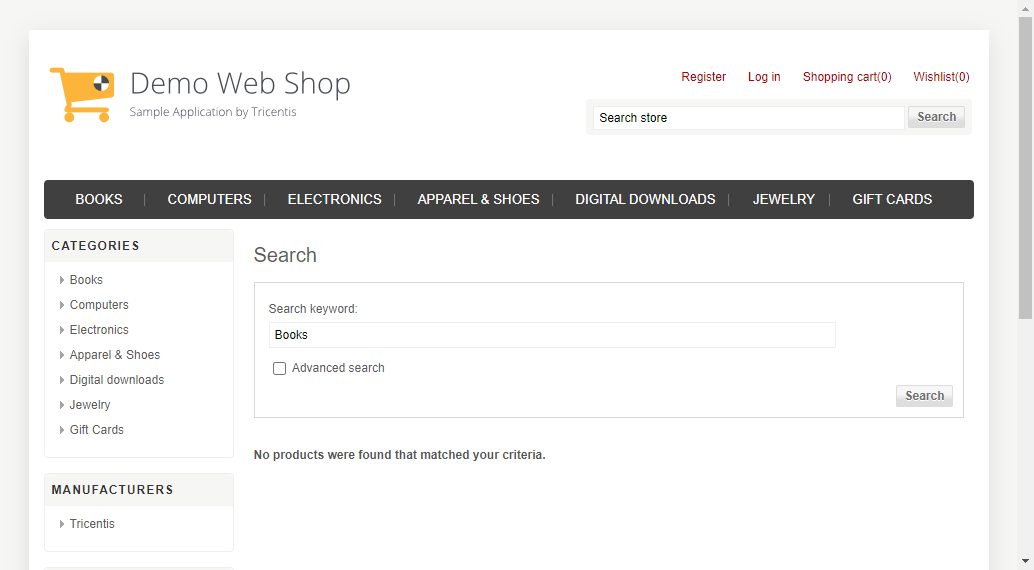 Demo Web Shop
Sample Application by Tricentis
Register Log in Shopping cart(0) Wishlist(0)
Search store Search
BOOKS COMPUTERS ELECTRONICS APPAREL & SHOES DIGITAL DOWNLOADS JEWELRY GIFT CARDS
CATEGORIES
Books
Computers
Electronics
Apparel & Shoes
Digital downloads
Jewelry
Gift Cards
MANUFACTURERS
Tricentis
Search
Search keyword:
Books
Advanced search
Search
No products were found that matched your criteria.